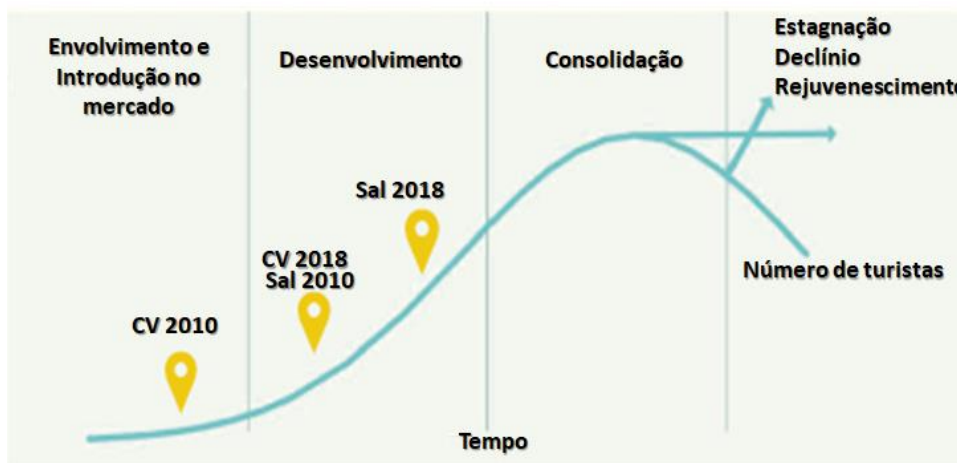 Envolvimento e
Introdução no
mercado
Desenvolvimento
Consolidação
Estagnação
Declínio
Rejuvenescimento
Sal 2018
CV 2018
Sal 2010
CV 2010
Número de turistas
Tempo